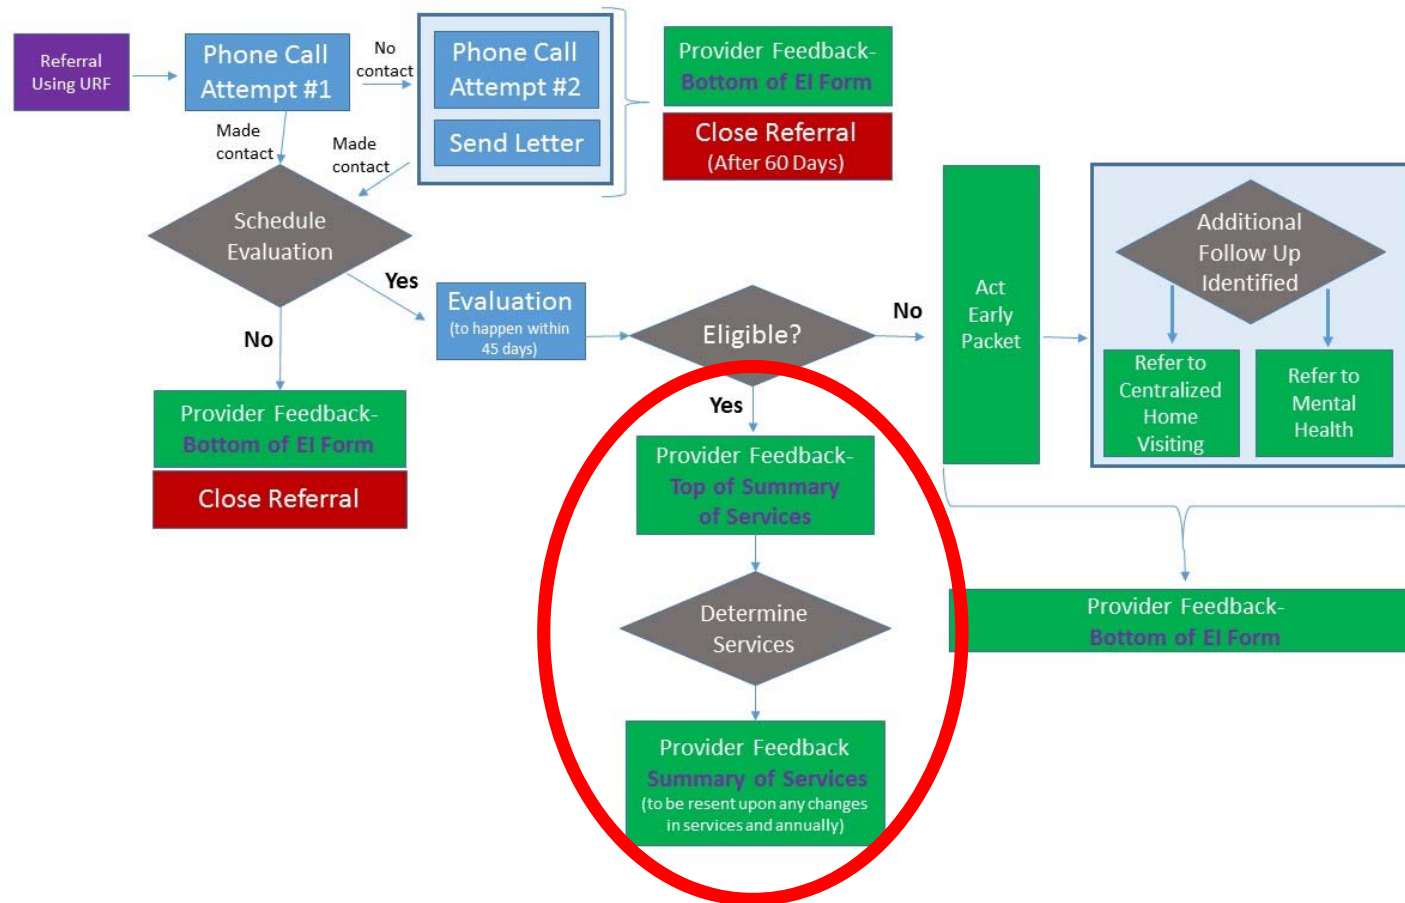 Referral
Using URF
Phone Call
Attempt #1
No
contact
Phone Call
Attempt #2
Send Letter
Provider Feedback-
Bottom of EI Form
Close Referral
(After 60 Days)
Made
contact
Made
contact
Schedule
Evaluation
Yes
No
Provider Feedback-
Bottom of EI Form
Close Referral
Evaluation
(to happen within
45 days)
Eligible?
No
Yes
Act
Early
Packet
Additional
Follow Up
Identified
Refer to
Centralized
Home
Visiting
Refer to
Mental
Health
Provider Feedback-
Bottom of EI Form
Provider Feedback-
Top of Summary
of Services
Determine
Services
Provider Feedback
Summary of Services
(to be resent upon any changes
in services and annually)